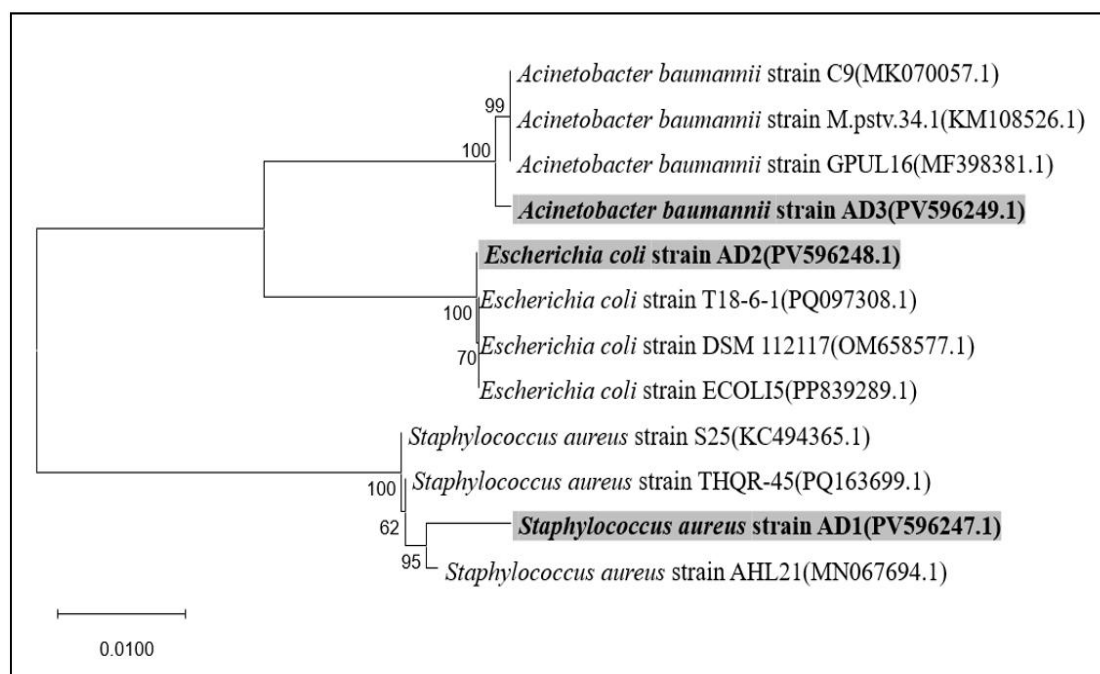 Acinetobacter baumannii strain C9(MK070057.1)
99
Acinetobacter baumannii strain M.pstv.34.1(KM108526.1)
100
Acinetobacter baumannii strain GPUL16(MF398381.1)
Acinetobacter baumannii strain AD3(PV596249.1)
Escherichia coli strain AD2(PV596248.1)
Escherichia coli strain T18-6-1(PQ097308.1)
100
Escherichia coli strain DSM 112117(OM658577.1)
70
Escherichia coli strain ECOLI5(PP839289.1)
Staphylococcus aureus strain S25(KC494365.1)
Staphylococcus aureus strain THQR-45(PQ163699.1)
100
62
Staphylococcus aureus strain AD1(PV596247.1)
95
Staphylococcus aureus strain AHL21(MN067694.1)
0.0100